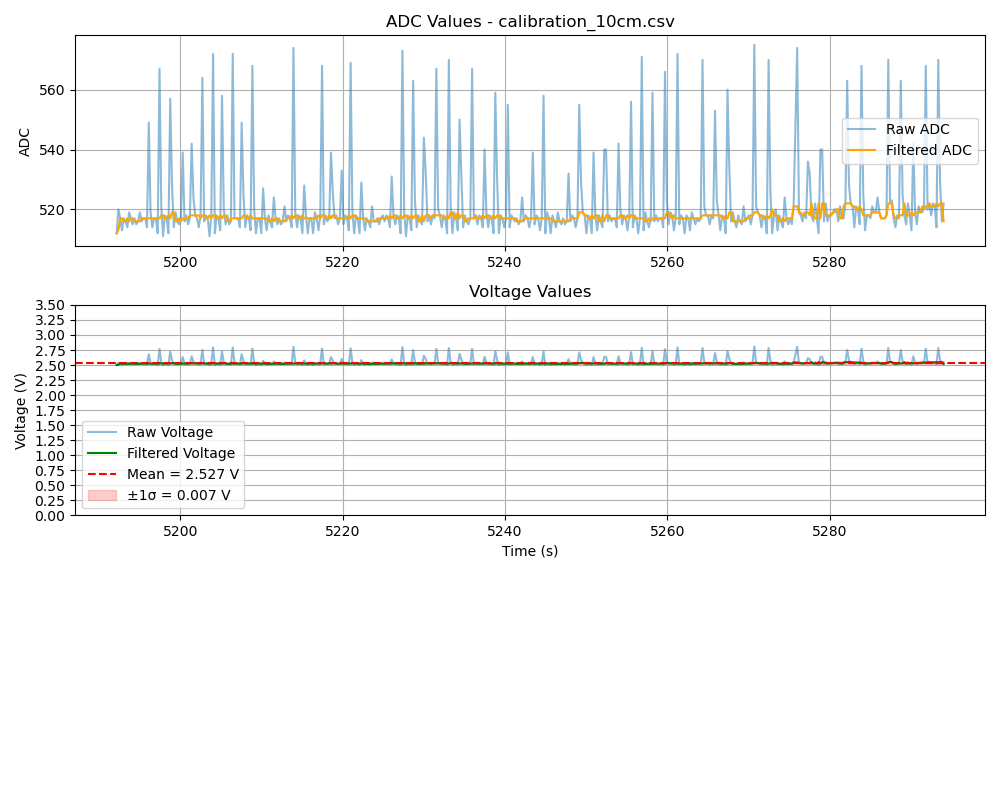 ADC Values - calibration_10cm.csv
ADC
560
540
520
Raw ADC
Filtered ADC
5200 5220 5240 5260 5280
Voltage Values
Voltage (V)
3.50
3.25
3.00
2.75
2.50
2.25
2.00
1.75
1.50
1.25
1.00
0.75
0.50
0.25
0.00
Raw Voltage
Filtered Voltage
Mean = 2.527 V
±1σ = 0.007 V
5200 5220 5240 5260 5280
Time (s)